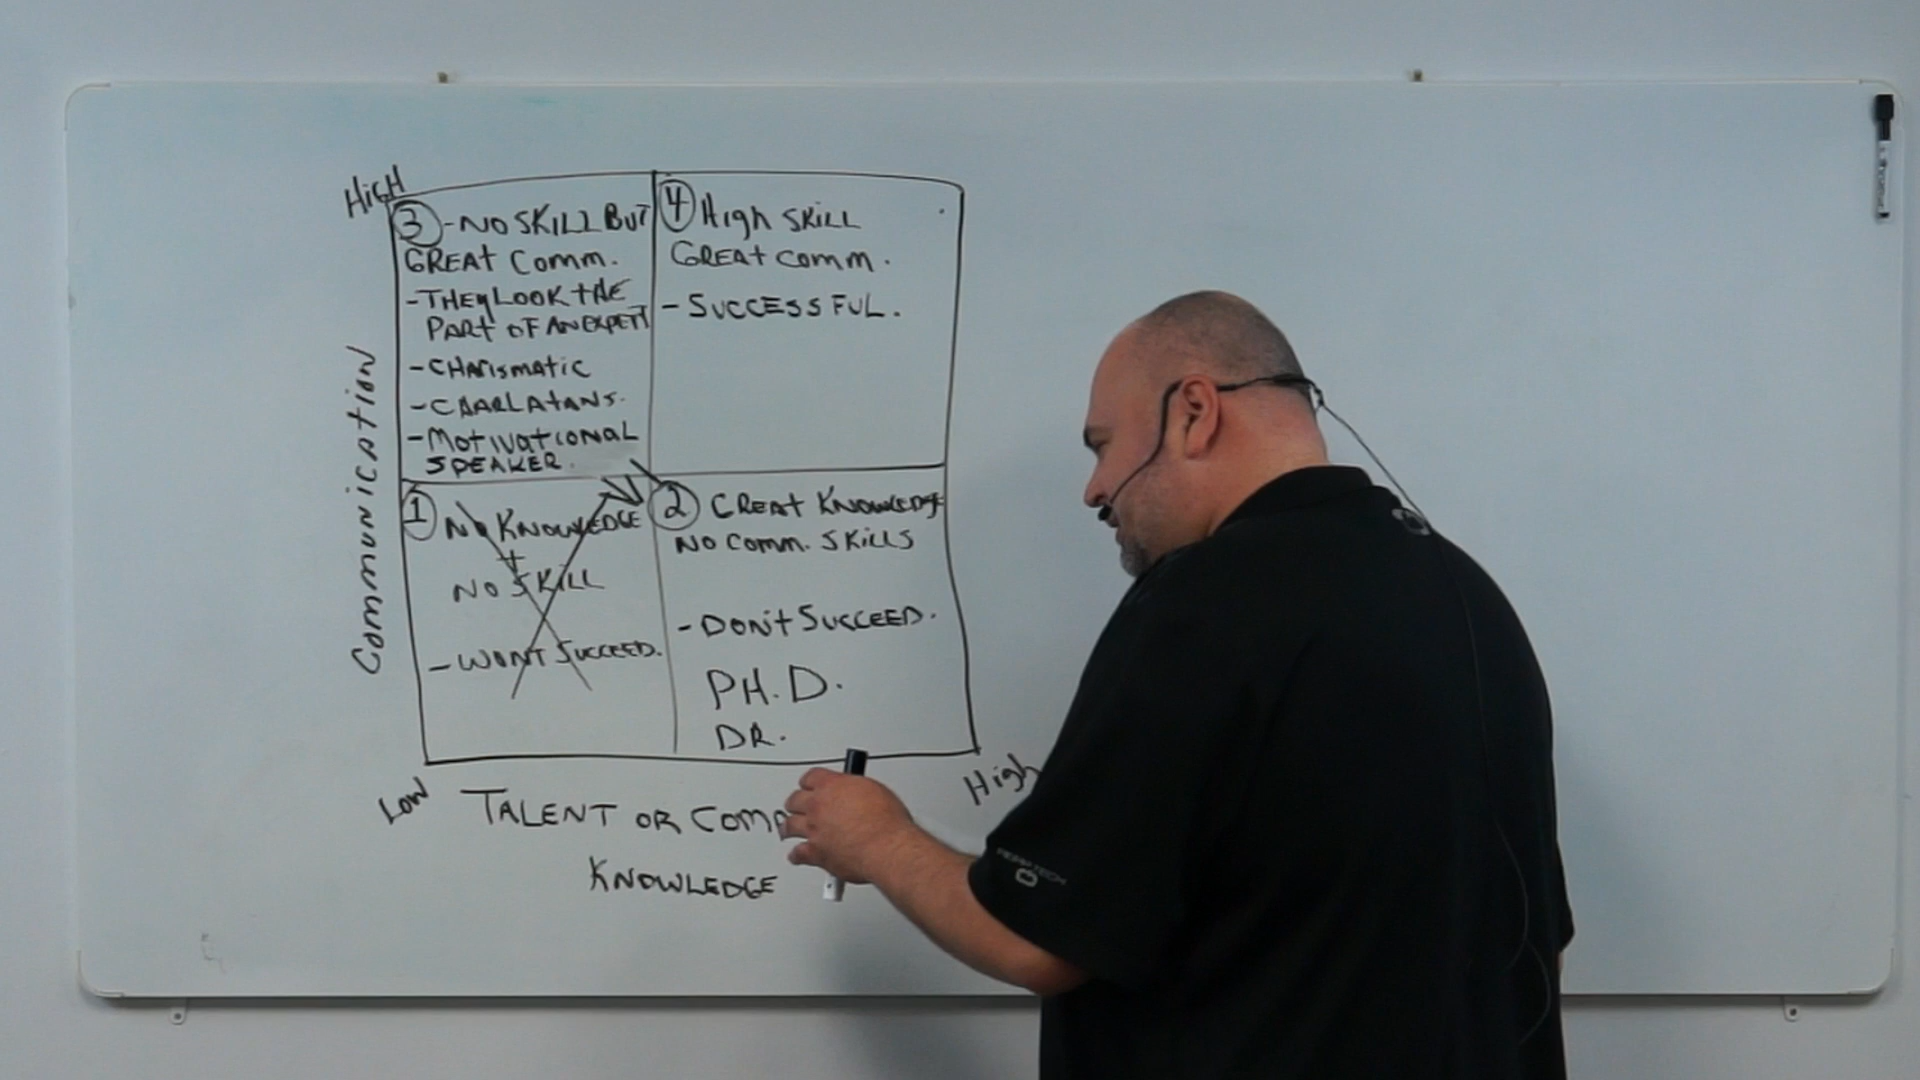 HiGH
3 - NO SKILL BUT
GREAT Comm.
- THEY LOOK THE
PART OF AN EXPERT
- CHARISMATIC
- CHARLATANS.
- MOTIVATIONAL
SPEAKER.
4 HIgh SKILL
GREAT comm.
- SUCCESSFUL.
1 NO KNOWLEDGE
+
NO SKILL
- WONT SUCCEED.
2 GREAT KNOWLEDGE
NO COMM. SKILLS
- DON'T SUCCEED.
PH.D.
DR.
Communication
Low
High
TALENT OR
KNOWLEDGE